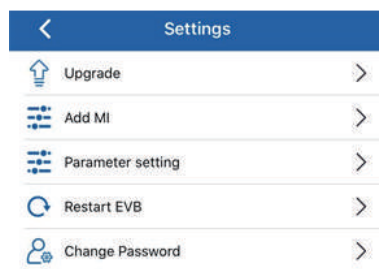 Settings
Upgrade
Add MI
Parameter setting
Restart EVB
Change Password